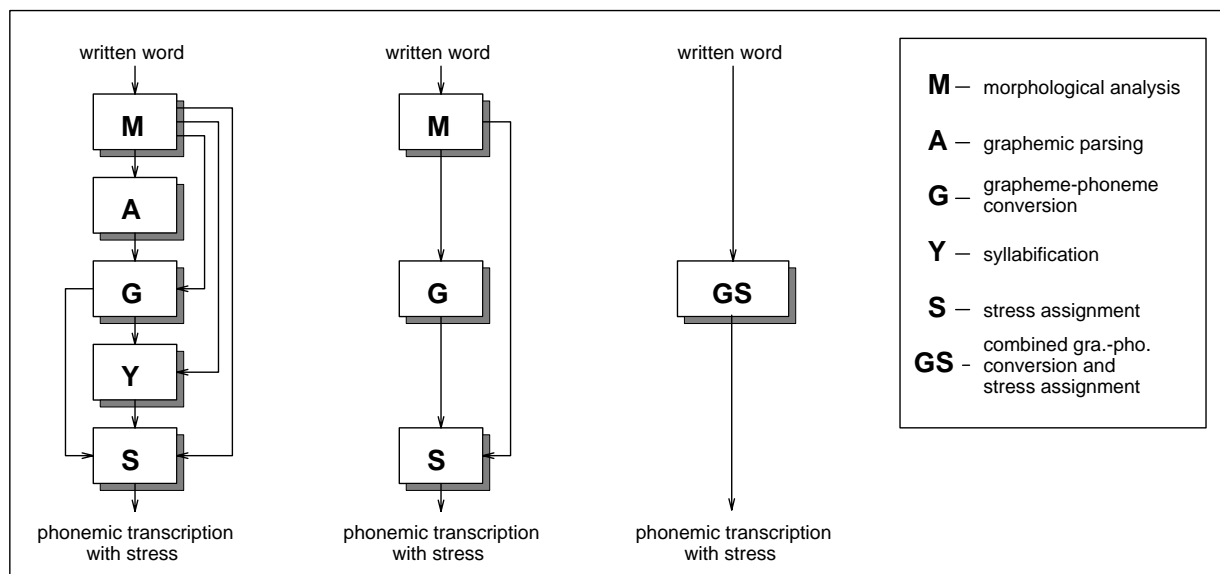 written word
M
A
G
Y
S
phonemic transcription
with stress
written word
M
G
S
phonemic transcription
with stress
written word
GS
phonemic transcription
with stress
M – morphological analysis
A – graphemic parsing
G – grapheme-phoneme
conversion
Y – syllabification
S – stress assignment
GS - combined gra.-pho.
conversion and
stress assignment